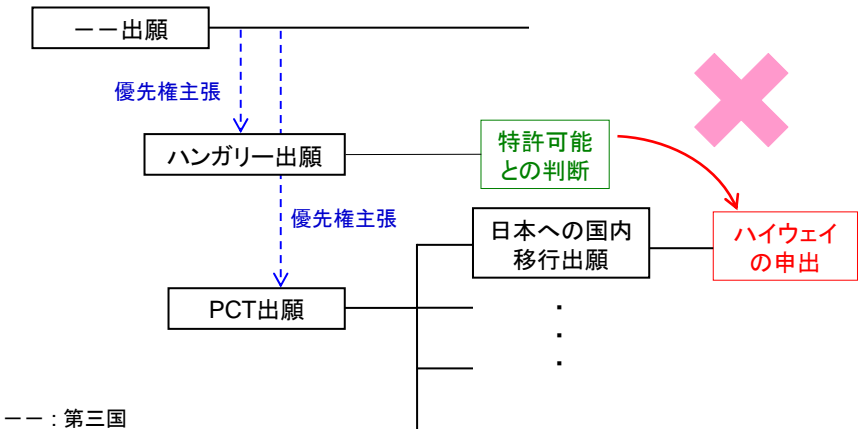 ーー出願
優先権主張
ハンガリー出願
特許可能
との判断
優先権主張
日本への国内
移行出願
ハイウェイ
の申出
PCT出願
・
・
・
ーー : 第三国